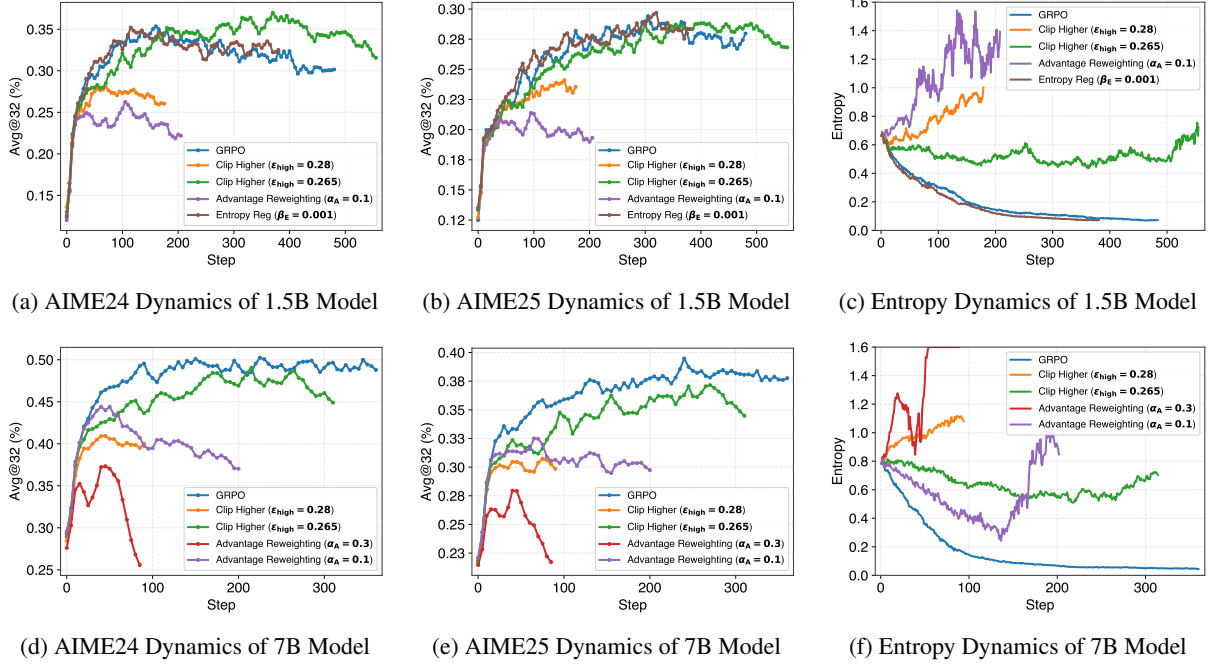 0.35
0.30
0.25
0.20
0.15
Avg@32 (%)
0 100 200 300 400 500
Step
GRPO
Clip Higher (ε_high = 0.28)
Clip Higher (ε_high = 0.265)
Advantage Reweighting (α_A = 0.1)
Entropy Reg (β_E = 0.001)
(a) AIME24 Dynamics of 1.5B Model
0.30
0.28
0.25
0.23
0.20
0.17
0.15
0.12
Avg@32 (%)
0 100 200 300 400 500
Step
GRPO
Clip Higher (ε_high = 0.28)
Clip Higher (ε_high = 0.265)
Advantage Reweighting (α_A = 0.1)
Entropy Reg (β_E = 0.001)
(b) AIME25 Dynamics of 1.5B Model
1.6
1.4
1.2
1.0
0.8
0.6
0.4
0.2
0.0
Entropy
0 100 200 300 400 500
Step
GRPO
Clip Higher (ε_high = 0.28)
Clip Higher (ε_high = 0.265)
Advantage Reweighting (α_A = 0.1)
Entropy Reg (β_E = 0.001)
(c) Entropy Dynamics of 1.5B Model
0.50
0.45
0.40
0.35
0.30
0.25
Avg@32 (%)
0 100 200 300
Step
GRPO
Clip Higher (ε_high = 0.28)
Clip Higher (ε_high = 0.265)
Advantage Reweighting (α_A = 0.3)
Advantage Reweighting (α_A = 0.1)
(d) AIME24 Dynamics of 7B Model
0.40
0.38
0.35
0.33
0.30
0.28
0.25
0.23
Avg@32 (%)
0 100 200 300
Step
GRPO
Clip Higher (ε_high = 0.28)
Clip Higher (ε_high = 0.265)
Advantage Reweighting (α_A = 0.3)
Advantage Reweighting (α_A = 0.1)
(e) AIME25 Dynamics of 7B Model
1.6
1.4
1.2
1.0
0.8
0.6
0.4
0.2
0.0
Entropy
0 100 200 300
Step
GRPO
Clip Higher (ε_high = 0.28)
Clip Higher (ε_high = 0.265)
Advantage Reweighting (α_A = 0.3)
Advantage Reweighting (α_A = 0.1)
(f) Entropy Dynamics of 7B Model